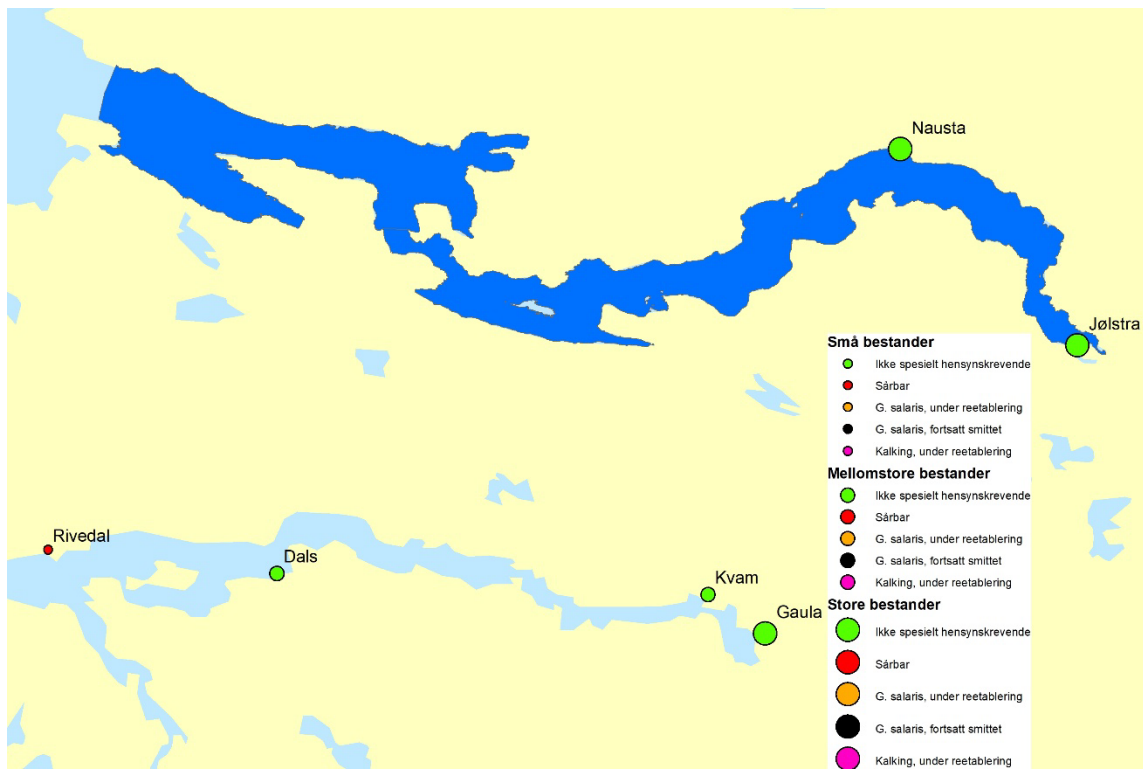 Nausta
Jølstra
Rivedal
Dals
Kvam
Gaula
Små bestander
Ikke spesielt hensynskrevende
Sårbar
G. salaris, under reetablering
G. salaris, fortsatt smittet
Kalking, under reetablering
Mellomstore bestander
Ikke spesielt hensynskrevende
Sårbar
G. salaris, under reetablering
G. salaris, fortsatt smittet
Kalking, under reetablering
Store bestander
Ikke spesielt hensynskrevende
Sårbar
G. salaris, under reetablering
G. salaris, fortsatt smittet
Kalking, under reetablering